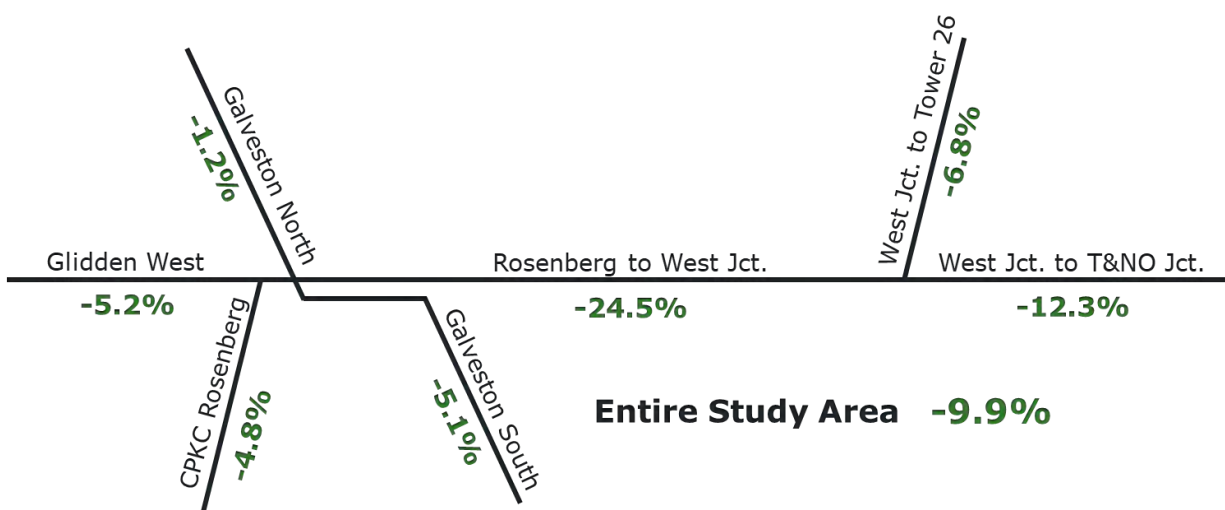 Galveston North
-1.2%
West Jct. to Tower 26
-6.8%
Glidden West
-5.2%
Rosenberg to West Jct.
-24.5%
West Jct. to T&NO Jct.
-12.3%
CPKC Rosenberg
-4.8%
Galveston South
-5.1%
Entire Study Area -9.9%